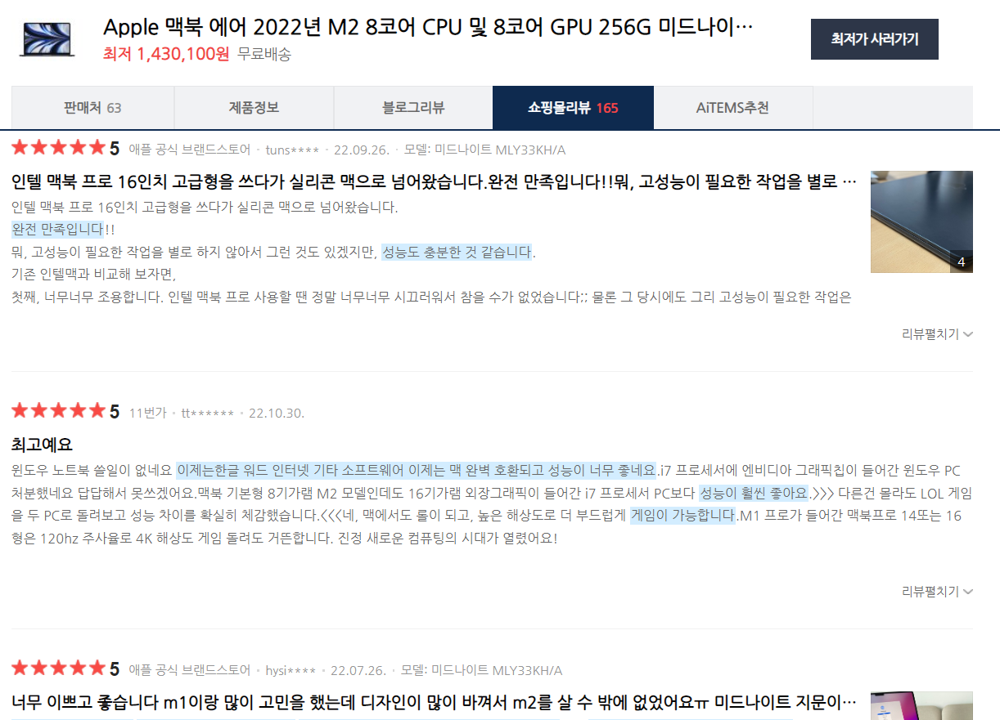 Apple 맥북 에어 2022년 M2 8코어 CPU 및 8코어 GPU 256G 미드나이…
최저 1,430,100원 무료배송
최저가 사러가기
판매처 63
제품정보
블로그리뷰
쇼핑몰리뷰 165
AiTEMS추천
5 애플 공식 브랜드스토어 · tuns**** · 22.09.26. · 모델: 미드나이트 MLY33KH/A
인텔 맥북 프로 16인치 고급형을 쓰다가 실리콘 맥으로 넘어왔습니다.완전 만족입니다!!뭐, 고성능이 필요한 작업을 별로 …
인텔 맥북 프로 16인치 고급형을 쓰다가 실리콘 맥으로 넘어왔습니다.
완전 만족입니다!!
뭐, 고성능이 필요한 작업을 별로 하지 않아서 그런 것도 있겠지만, 성능도 충분한 것 같습니다.
기존 인텔맥과 비교해 보자면,
첫째, 너무너무 조용합니다. 인텔 맥북 프로 사용할 땐 정말 너무너무 시끄러워서 참을 수가 없었습니다;; 물론 그 당시에도 그리 고성능이 필요한 작업은
4
리뷰펼치기
5 11번가 · tt****** · 22.10.30.
최고예요
윈도우 노트북 쓸일이 없네요 이제는한글 워드 인터넷 기타 소프트웨어 이제는 맥 완벽 호환되고 성능이 너무 좋네요.i7 프로세서에 엔비디아 그래픽칩이 들어간 윈도우 PC
처분했네요 답답해서 못쓰겠어요.맥북 기본형 8기가램 M2 모델인데도 16기가램 외장그래픽이 들어간 i7 프로세서 PC보다 성능이 훨씬 좋아요.>>> 다른건 몰라도 LOL 게임
을 두 PC로 돌려보고 성능 차이를 확실히 체감했습니다.<<<네, 맥에서도 롤이 되고, 높은 해상도로 더 부드럽게 게임이 가능합니다.M1 프로가 들어간 맥북프로 14또는 16
형은 120hz 주사율로 4K 해상도 게임 돌려도 거뜬합니다. 진정 새로운 컴퓨팅의 시대가 열렸어요!
리뷰펼치기
5 애플 공식 브랜드스토어 · hysi**** · 22.07.26. · 모델: 미드나이트 MLY33KH/A
너무 이쁘고 좋습니다 m1이랑 많이 고민을 했는데 디자인이 많이 바껴서 m2를 살 수 밖에 없었어요ㅠ 미드나이트 지문이…